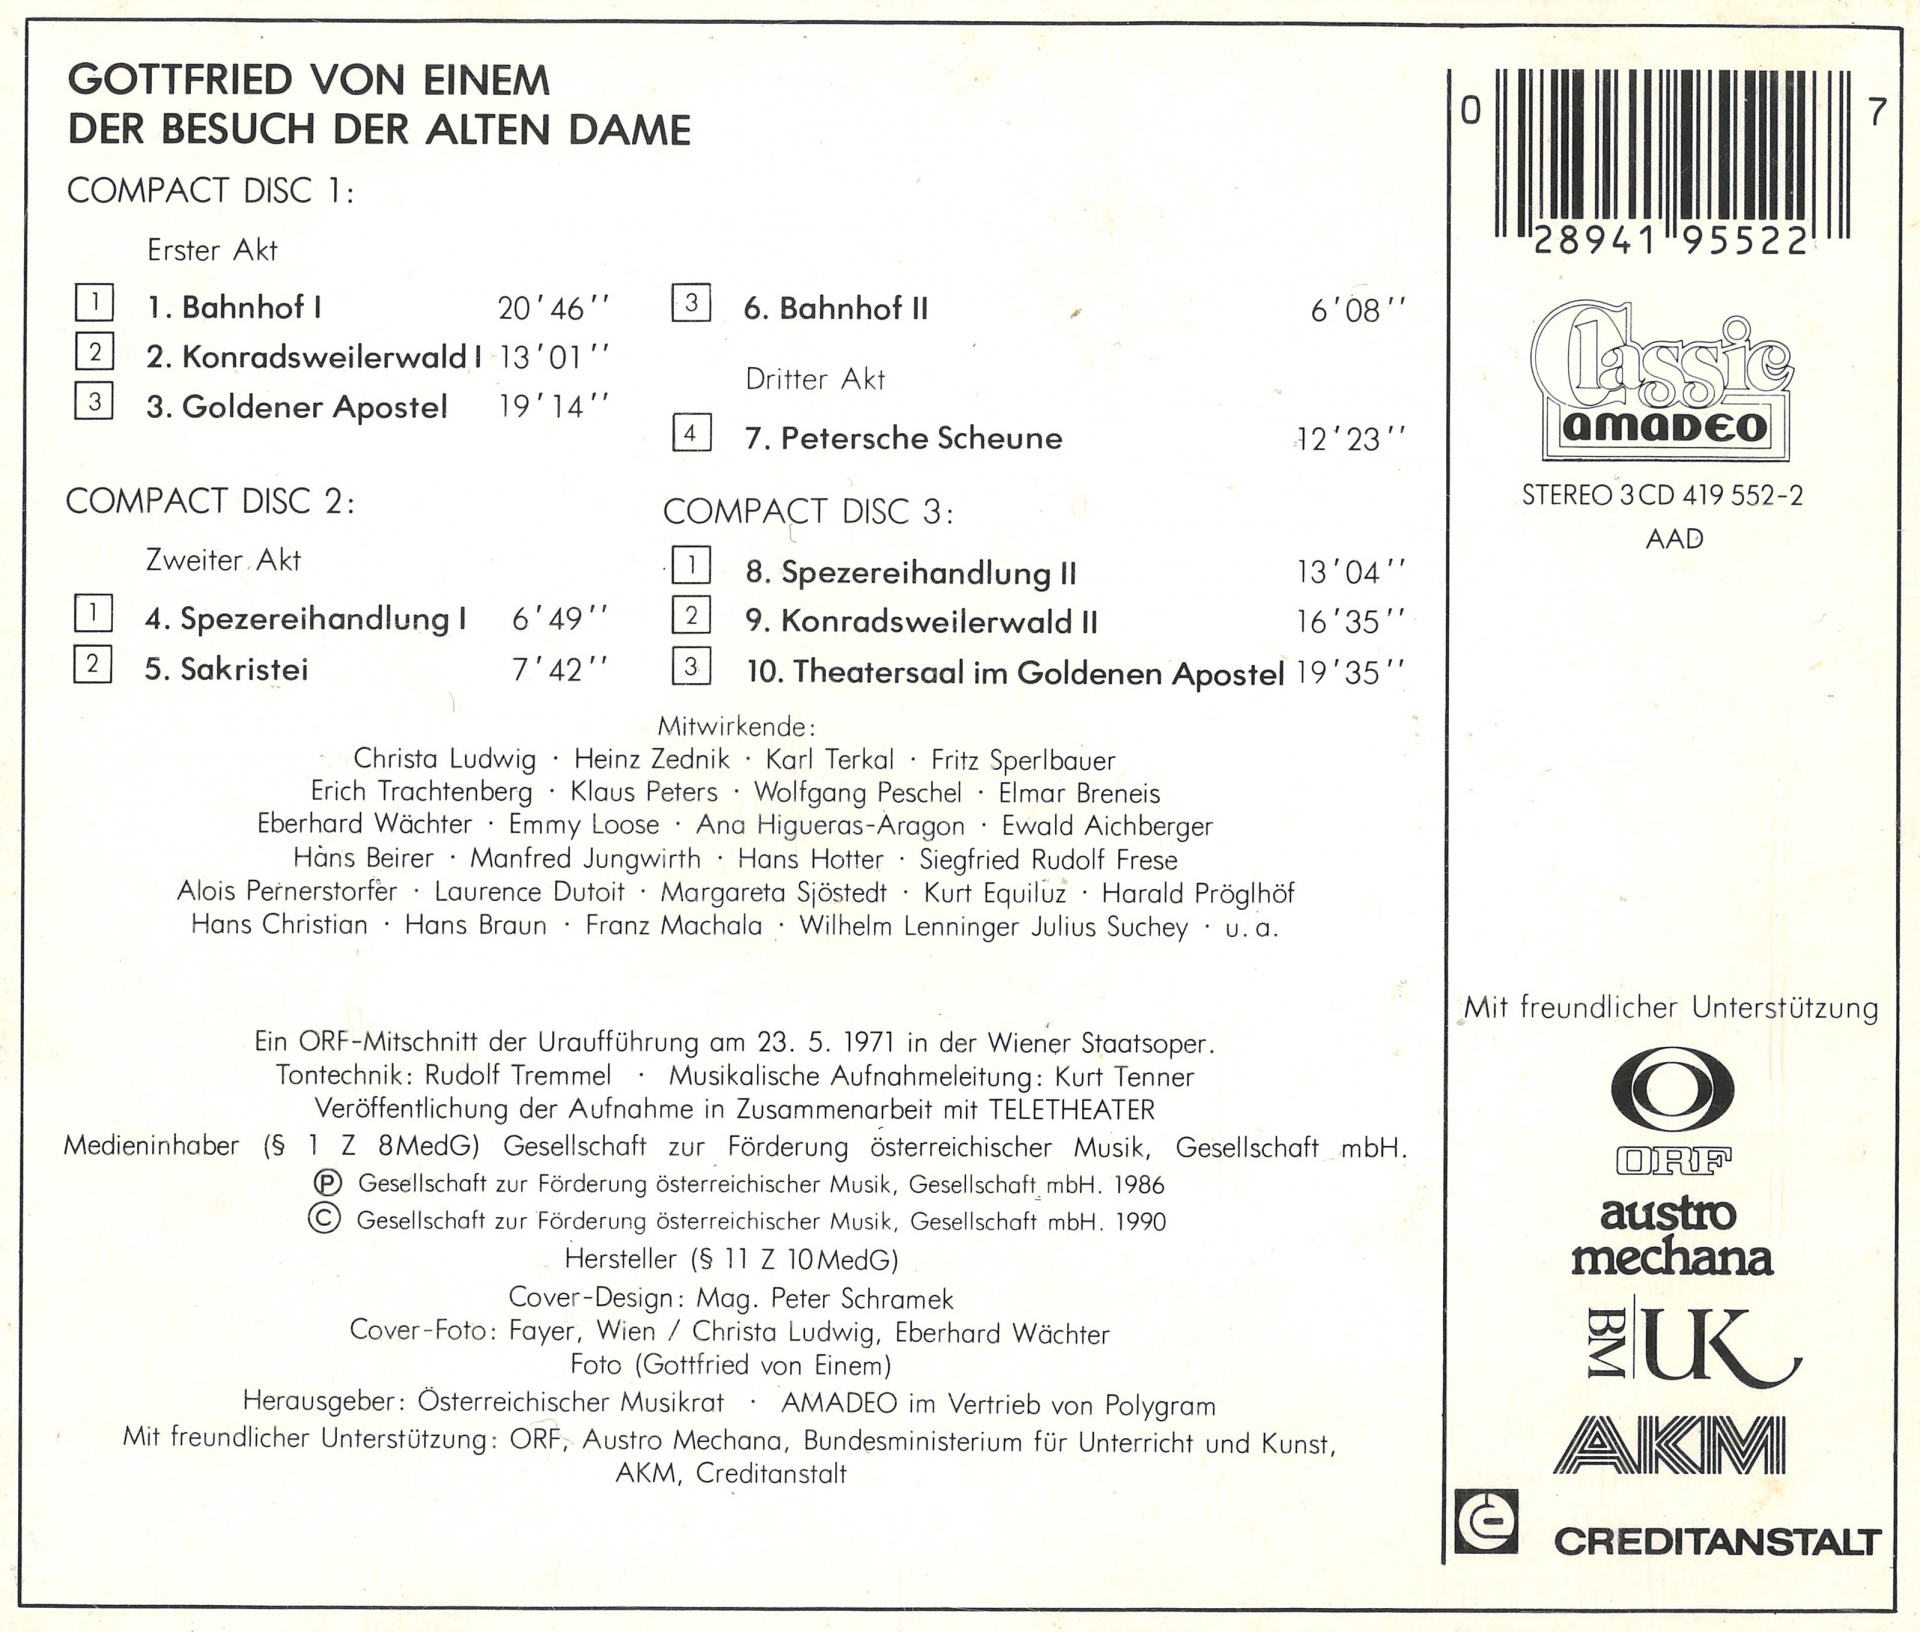 GOTTFRIED VON EINEM
DER BESUCH DER ALTEN DAME
COMPACT DISC 1:
Erster Akt
1 1. Bahnhof I 20'46''
2 2. Konradsweilerwald I 13'01''
3 3. Goldener Apostel 19'14''
COMPACT DISC 2:
Zweiter Akt
1 4. Spezereihandlung I 6'49''
2 5. Sakristei 7'42''
3 6. Bahnhof II 6'08''
Dritter Akt
4 7. Petersche Scheune 12'23''
COMPACT DISC 3:
1 8. Spezereihandlung II 13'04''
2 9. Konradsweilerwald II 16'35''
3 10. Theatersaal im Goldenen Apostel 19'35''
Mitwirkende:
Christa Ludwig · Heinz Zednik · Karl Terkal · Fritz Sperlbauer
Erich Trachtenberg · Klaus Peters · Wolfgang Peschel · Elmar Breneis
Eberhard Wächter · Emmy Loose · Ana Higueras-Aragon · Ewald Aichberger
Hans Beirer · Manfred Jungwirth · Hans Hotter · Siegfried Rudolf Frese
Alois Pernerstorfer · Laurence Dutoit · Margareta Sjöstedt · Kurt Equiluz · Harald Pröglhöf
Hans Christian · Hans Braun · Franz Machala · Wilhelm Lenninger Julius Suchey · u. a.
Ein ORF-Mitschnitt der Uraufführung am 23. 5. 1971 in der Wiener Staatsoper.
Tontechnik: Rudolf Tremmel · Musikalische Aufnahmeleitung: Kurt Tenner
Veröffentlichung der Aufnahme in Zusammenarbeit mit TELETHEATER
Medieninhaber (§ 1 Z 8MedG) Gesellschaft zur Förderung österreichischer Musik, Gesellschaft mbH.
Ⓟ Gesellschaft zur Förderung österreichischer Musik, Gesellschaft mbH. 1986
© Gesellschaft zur Förderung österreichischer Musik, Gesellschaft mbH. 1990
Hersteller (§ 11 Z 10MedG)
Cover-Design: Mag. Peter Schramek
Cover-Foto: Fayer, Wien / Christa Ludwig, Eberhard Wächter
Foto (Gottfried von Einem)
Herausgeber: Österreichischer Musikrat · AMADEO im Vertrieb von Polygram
Mit freundlicher Unterstützung: ORF, Austro Mechana, Bundesministerium für Unterricht und Kunst,
AKM, Creditanstalt
0 28941 95522 7
Classic
amadeo
STEREO 3 CD 419 552-2
AAD
Mit freundlicher Unterstützung
ORF
austro
mechana
BM UK
AKM
CREDITANSTALT